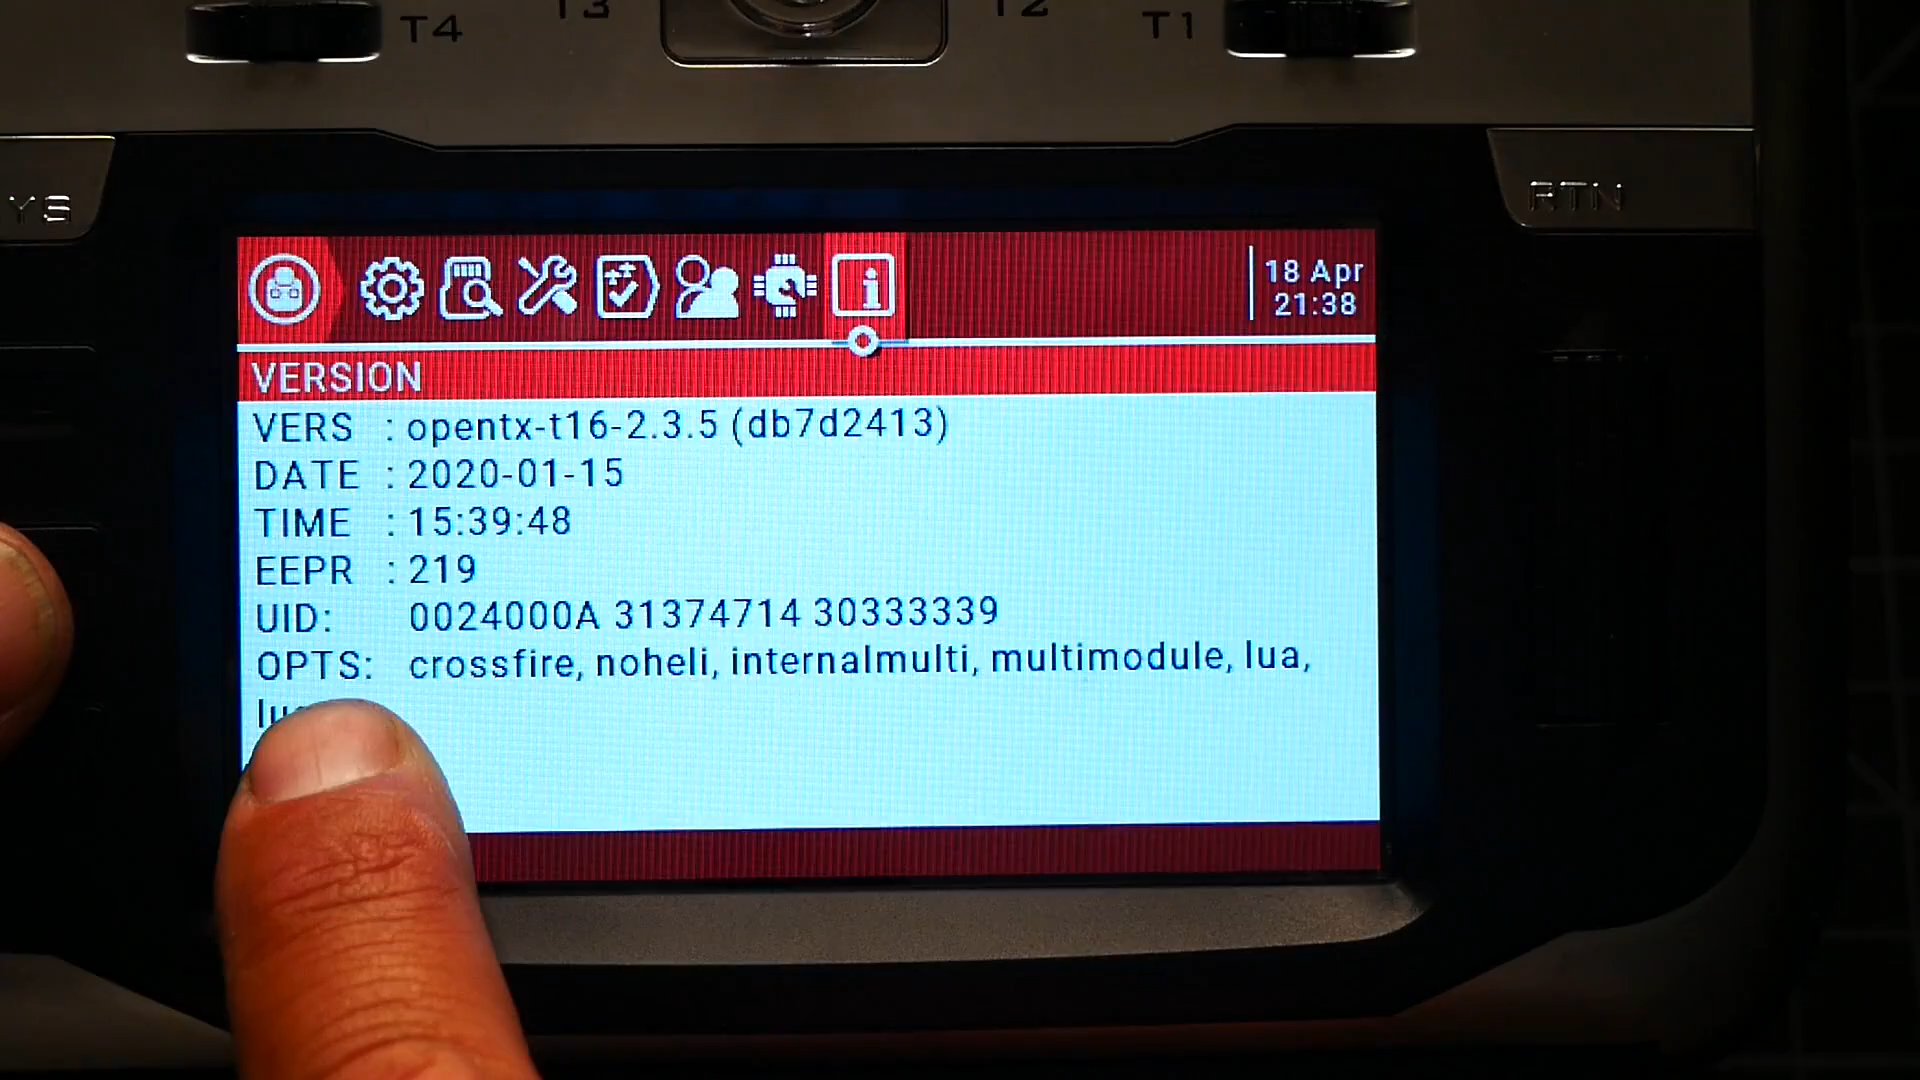 T4
T3
T2
T1
YS
RTN
18 Apr
21:38
VERSION
VERS : opentx-t16-2.3.5 (db7d2413)
DATE : 2020-01-15
TIME : 15:39:48
EEPR : 219
UID: 0024000A 31374714 30333339
OPTS: crossfire, noheli, internalmulti, multimodule, lua,